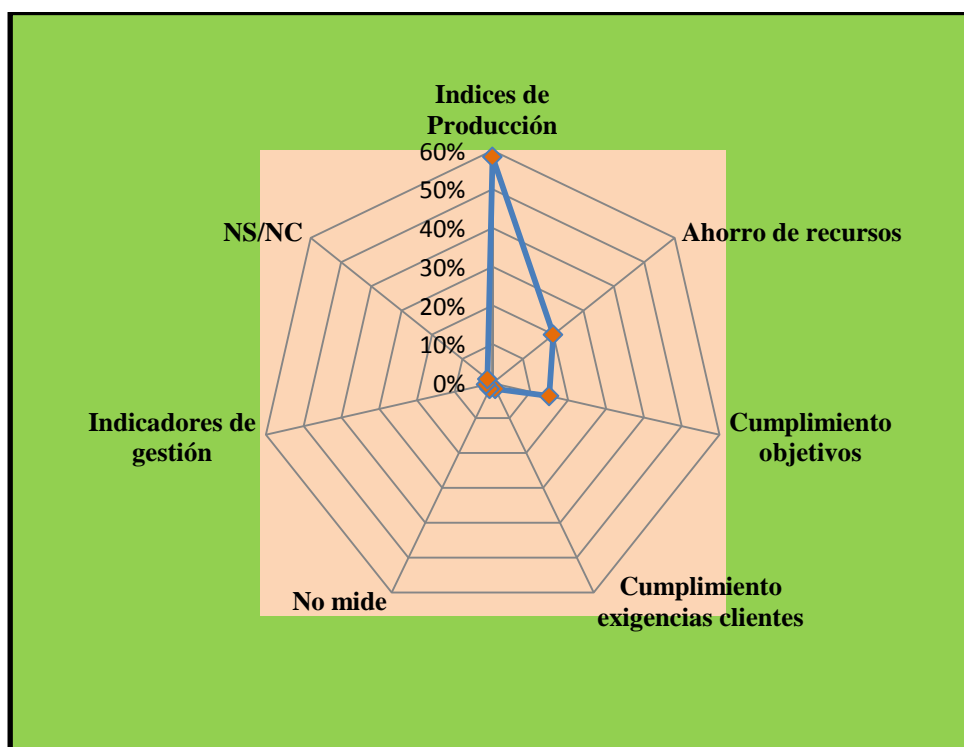 Indices de
Producción
60%
50%
40%
30%
20%
10%
0%
NS/NC
Ahorro de recursos
Indicadores de
gestión
Cumplimiento
objetivos
No mide
Cumplimiento
exigencias clientes